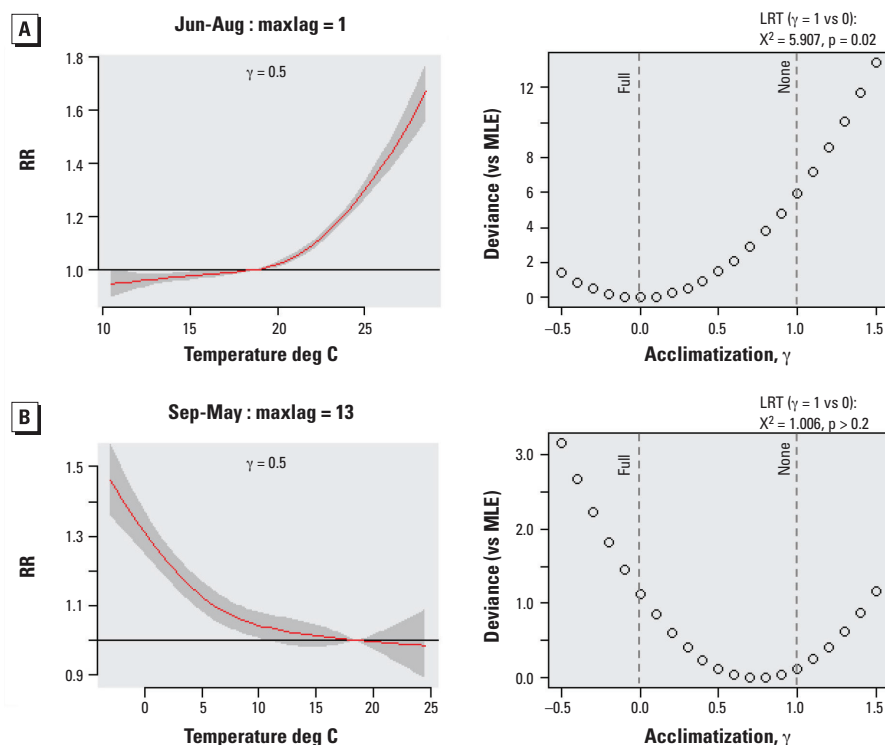 A
Jun-Aug : maxlag = 1
LRT (γ = 1 vs 0):
X² = 5.907, p = 0.02
γ = 0.5
RR
1.8
1.6
1.4
1.2
1.0
10
15
20
25
Temperature deg C
Full
None
Deviance (vs MLE)
12
10
8
6
4
2
0
–0.5
0.0
0.5
1.0
1.5
Acclimatization, γ
B
Sep-May : maxlag = 13
LRT (γ = 1 vs 0):
X² = 1.006, p > 0.2
γ = 0.5
RR
1.5
1.3
1.1
0.9
0
5
10
15
20
25
Temperature deg C
Full
None
Deviance (vs MLE)
3.0
2.0
1.0
0.0
–0.5
0.0
0.5
1.0
1.5
Acclimatization, γ